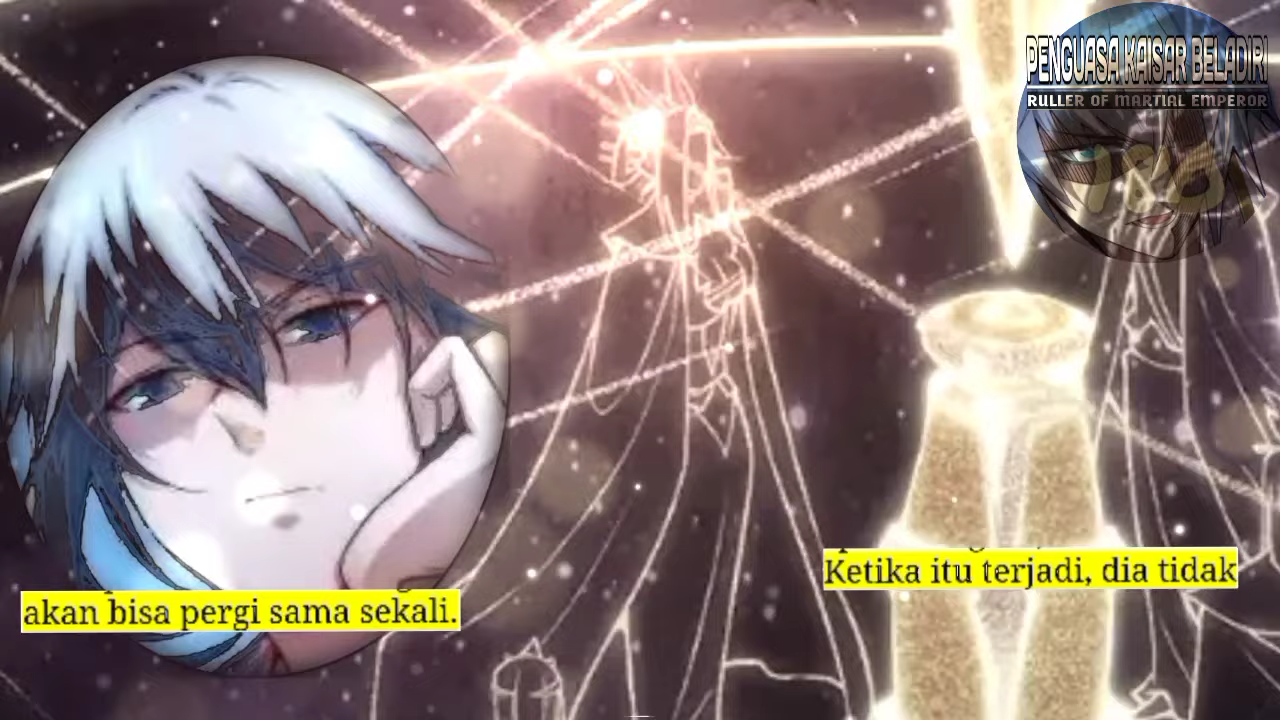 PENGUASA KAISAR BELADIRI
RULLER OF MARTIAL EMPEROR
Ketika itu terjadi, dia tidak
akan bisa pergi sama sekali.